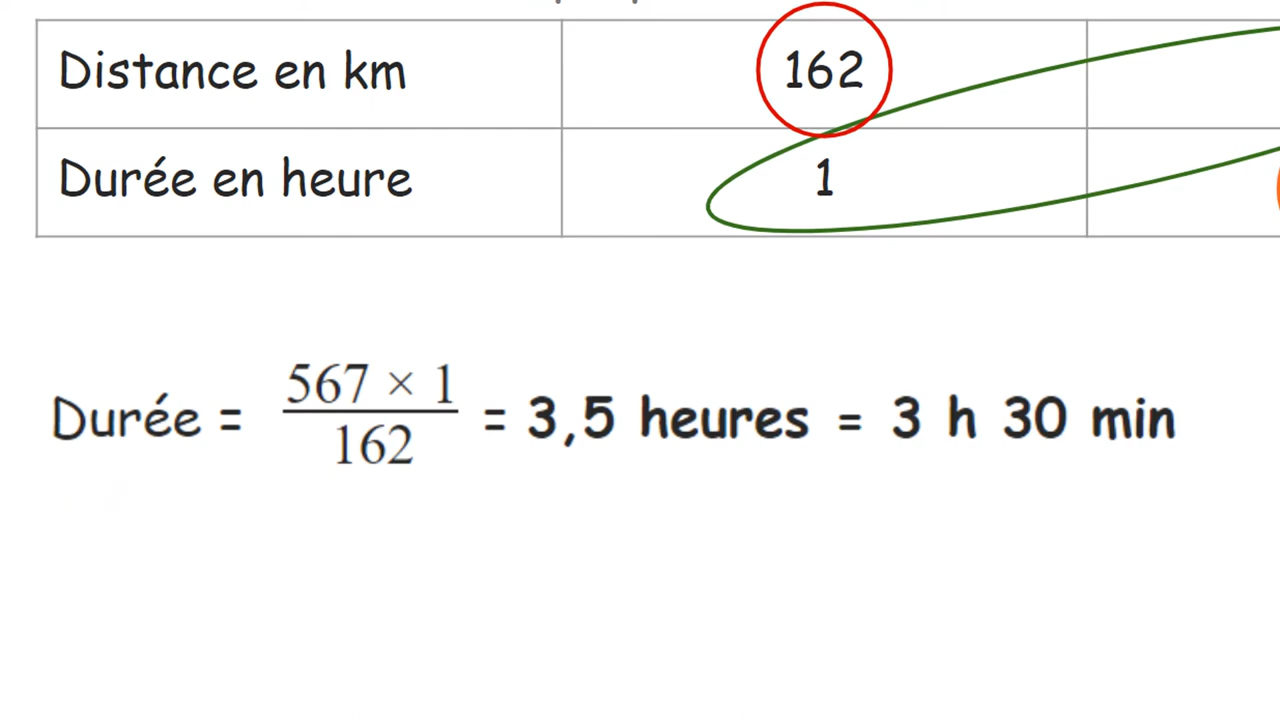 Distance en km 162
Durée en heure 1
Durée = 567 × 1 / 162 = 3,5 heures = 3 h 30 min